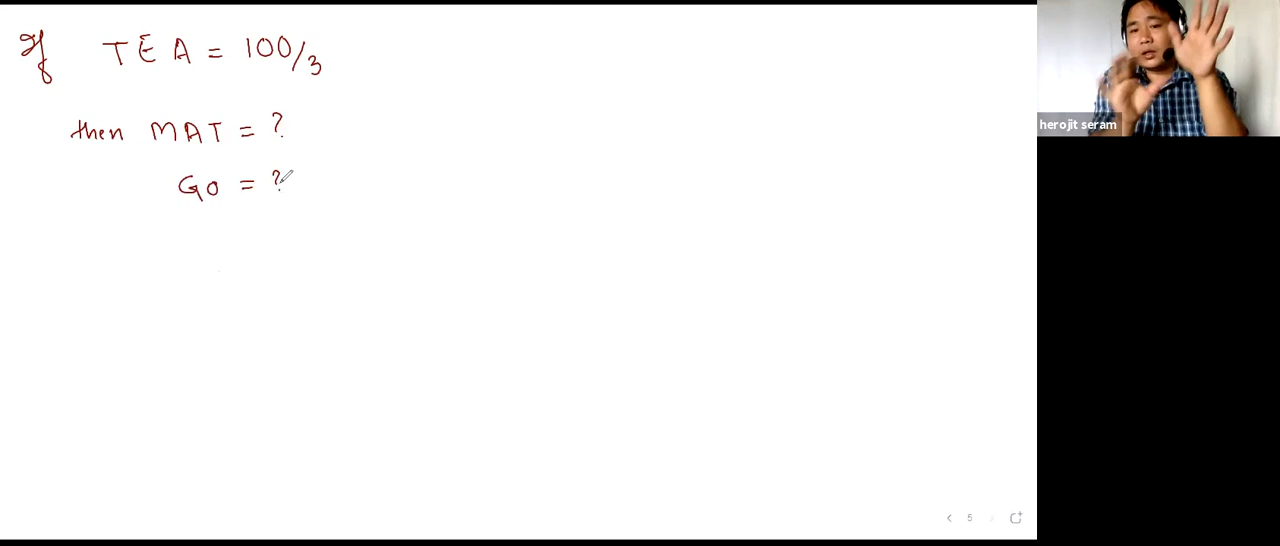 If TEA = 100/3
then MAT = ?
GO = ?
herojit seram
5